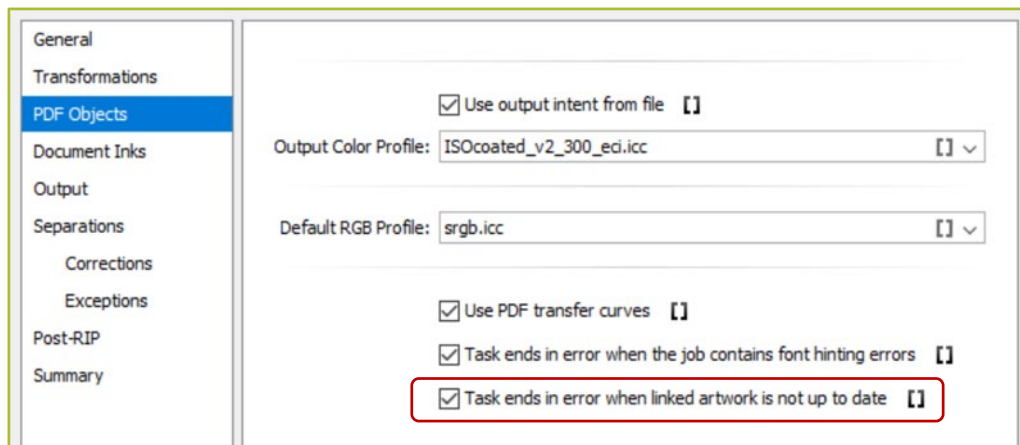 General
Transformations
PDF Objects
Document Inks
Output
Separations
Corrections
Exceptions
Post-RIP
Summary
Use output intent from file []
Output Color Profile: ISOcoated_v2_300_eci.icc []
Default RGB Profile: srgb.icc []
Use PDF transfer curves []
Task ends in error when the job contains font hinting errors []
Task ends in error when linked artwork is not up to date []